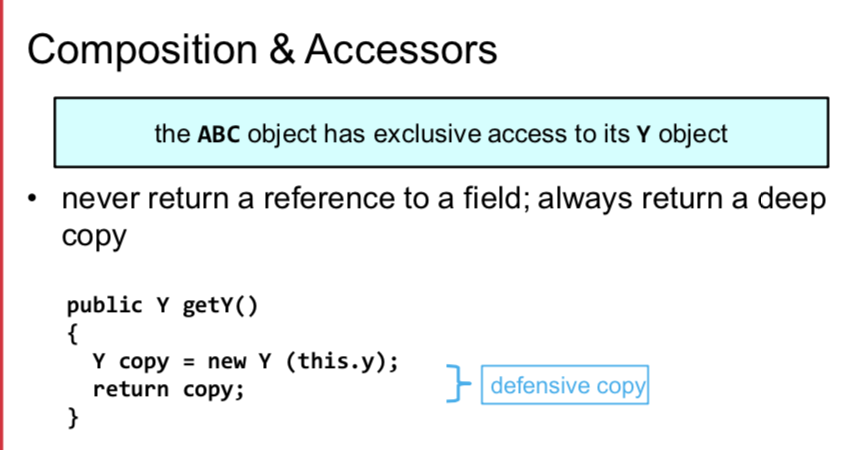 Composition & Accessors
the ABC object has exclusive access to its Y object
• never return a reference to a field; always return a deep
copy
public Y getY()
{
Y copy = new Y (this.y);
return copy;
}
defensive copy